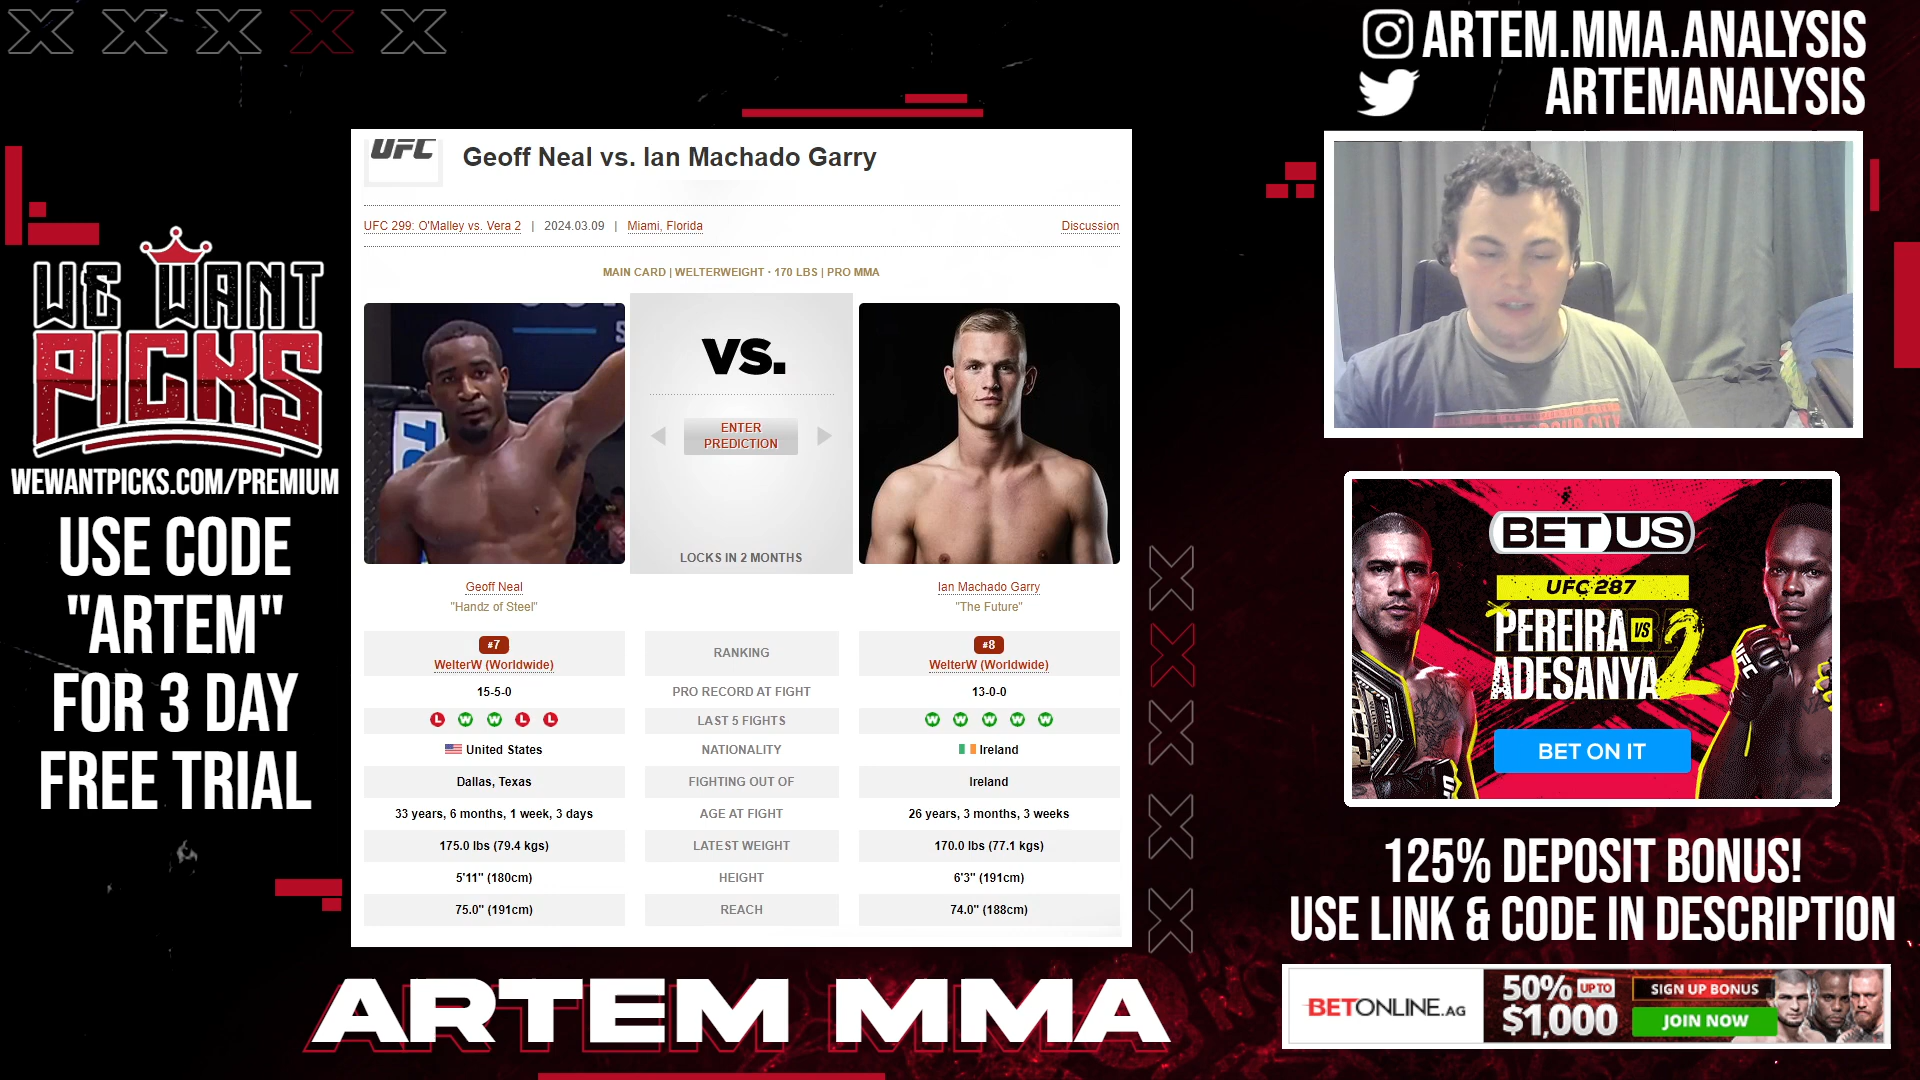 ARTEM.MMA.ANALYSIS
ARTEMANALYSIS
UFC
Geoff Neal vs. Ian Machado Garry
UFC 299: O'Malley vs. Vera 2 | 2024.03.09 | Miami, Florida
Discussion
MAIN CARD | WELTERWEIGHT · 170 LBS | PRO MMA
VS.
ENTER
PREDICTION
LOCKS IN 2 MONTHS
Geoff Neal
"Handz of Steel"
Ian Machado Garry
"The Future"
#7
WelterW (Worldwide)
RANKING
#8
WelterW (Worldwide)
15-5-0 PRO RECORD AT FIGHT 13-0-0
L W W L L LAST 5 FIGHTS W W W W W
United States NATIONALITY Ireland
Dallas, Texas FIGHTING OUT OF Ireland
33 years, 6 months, 1 week, 3 days AGE AT FIGHT 26 years, 3 months, 3 weeks
175.0 lbs (79.4 kgs) LATEST WEIGHT 170.0 lbs (77.1 kgs)
5'11" (180cm) HEIGHT 6'3" (191cm)
75.0" (191cm) REACH 74.0" (188cm)
WE WANT
PICKS
WEWANTPICKS.COM/PREMIUM
USE CODE
"ARTEM"
FOR 3 DAY
FREE TRIAL
BETUS
UFC 287
PEREIRA VS
ADESANYA 2
BET ON IT
125% DEPOSIT BONUS!
USE LINK & CODE IN DESCRIPTION
BETONLINE.AG
50% UP TO
$1,000
SIGN UP BONUS
JOIN NOW
ARTEM MMA